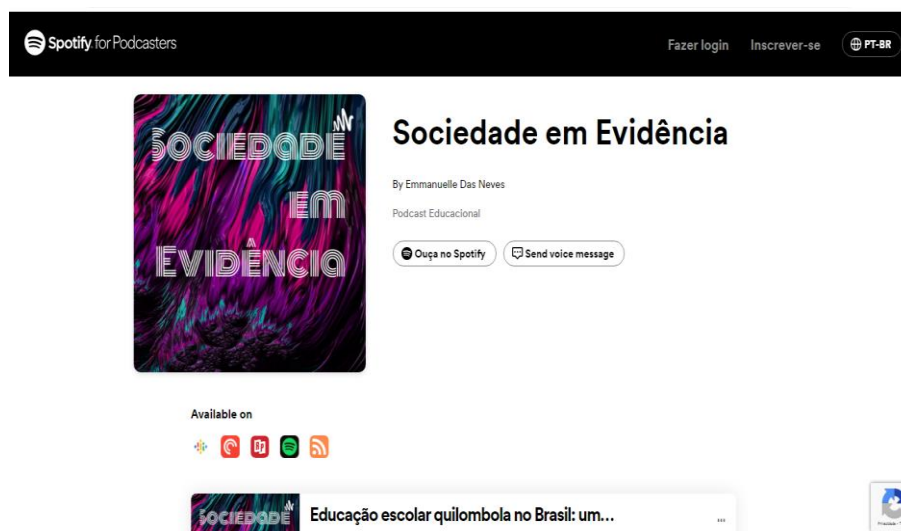 Spotify for Podcasters
Fazer login Inscrever-se PT-BR
SOCIEDADE
EM
EVIDÊNCIA
Sociedade em Evidência
By Emmanuelle Das Neves
Podcast Educacional
Ouça no Spotify Send voice message
Available on
SOCIEDADE
Educação escolar quilombola no Brasil: um...
...